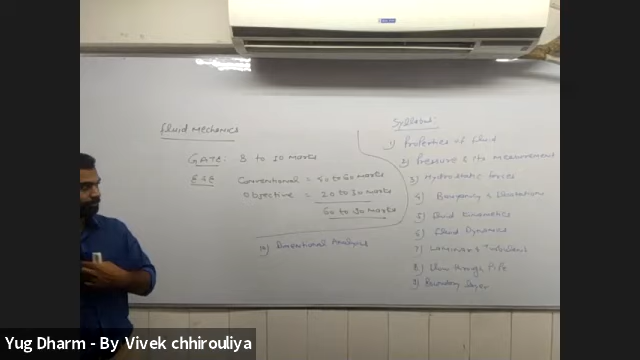 Fluid Mechanics
GATE: 8 to 10 Marks
ESE Conventional = 40 to 60 Marks
Objective = 20 to 30 Marks
60 to 90 Marks
10) Dimentional Analysis
Syllabus:
1) Properties of Fluid
2) Pressure & Its Measurement
3) Hydrostatic forces
4) Buoyancy & floatation
5) Fluid Kinematics
6) Fluid Dynamics
7) Laminar & Turbulent
8) flow through Pipe
9) Boundary layer
Yug Dharm - By Vivek chhirouliya